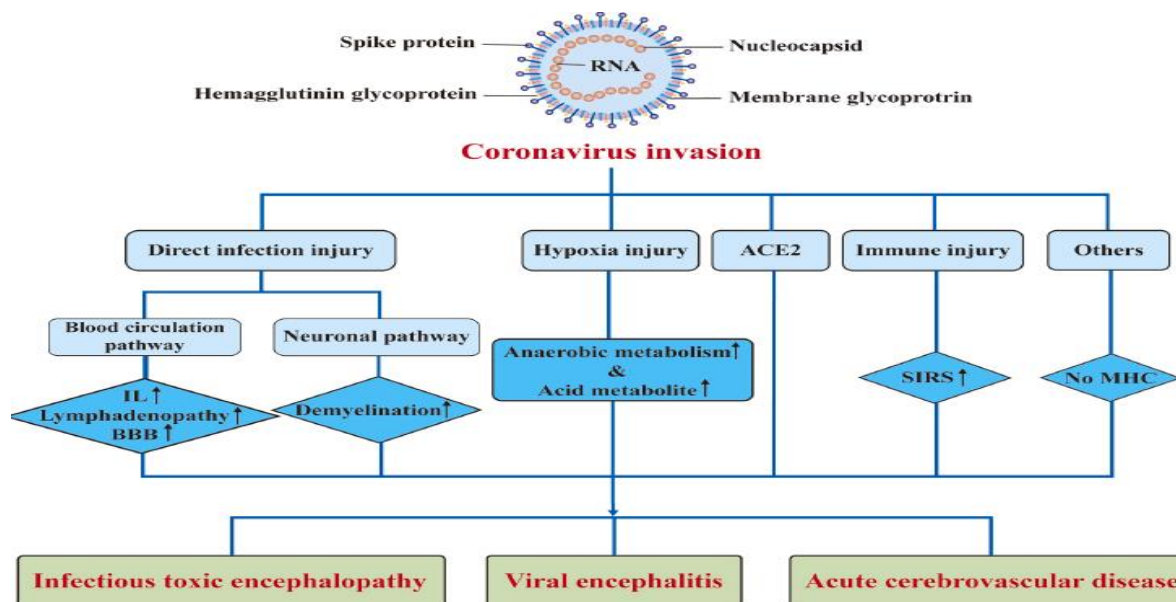 Spike protein
Nucleocapsid
RNA
Hemagglutinin glycoprotein
Membrane glycoprotrin
Coronavirus invasion
Direct infection injury
Hypoxia injury
ACE2
Immune injury
Others
Blood circulation
pathway
Neuronal pathway
Anaerobic metabolism↑
&
Acid metabolite↑
IL↑
Lymphadenopathy↑
BBB↑
Demyelination↑
SIRS↑
No MHC
Infectious toxic encephalopathy
Viral encephalitis
Acute cerebrovascular disease